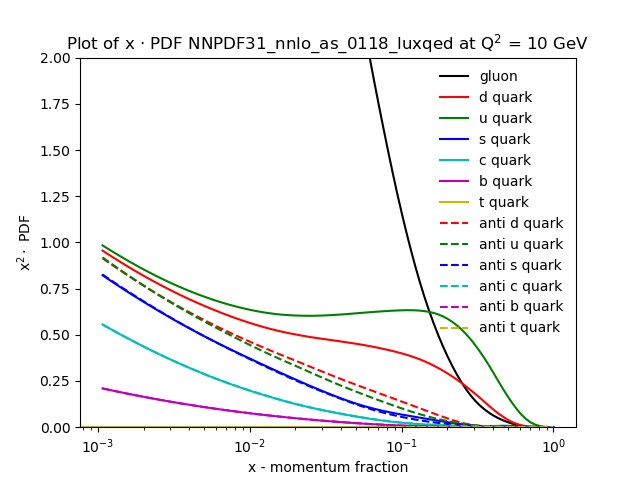 Plot of x · PDF NNPDF31_nnlo_as_0118_luxqed at Q² = 10 GeV
2.00
1.75
1.50
1.25
1.00
0.75
0.50
0.25
0.00
x² · PDF
gluon
d quark
u quark
s quark
c quark
b quark
t quark
anti d quark
anti u quark
anti s quark
anti c quark
anti b quark
anti t quark
10⁻³ 10⁻² 10⁻¹ 10⁰
x - momentum fraction